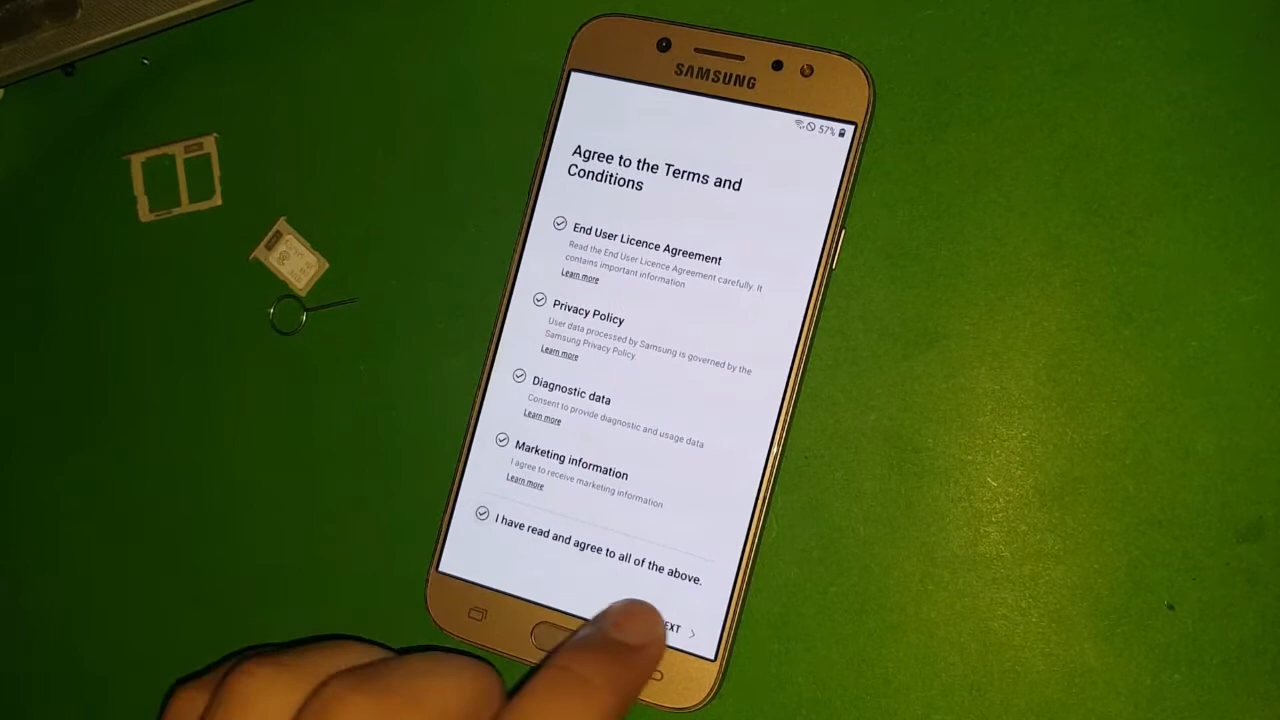 SAMSUNG
57%
Agree to the Terms and
Conditions
End User Licence Agreement
Read the End User Licence Agreement carefully. It
contains important information
Learn more
Privacy Policy
User data processed by Samsung is governed by the
Samsung Privacy Policy.
Learn more
Diagnostic data
Consent to provide diagnostic and usage data
Learn more
Marketing information
I agree to receive marketing information
Learn more
I have read and agree to all of the above.
EXT